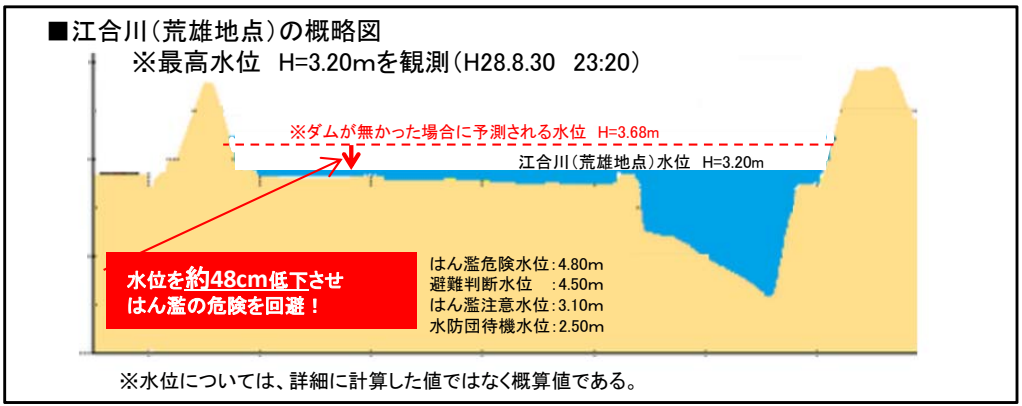 ■江合川(荒雄地点)の概略図
※最高水位 H=3.20mを観測(H28.8.30 23:20)
※ダムが無かった場合に予測される水位 H=3.68m
江合川(荒雄地点)水位 H=3.20m
水位を約48cm低下させ
はん濫の危険を回避!
はん濫危険水位:4.80m
避難判断水位 :4.50m
はん濫注意水位:3.10m
水防団待機水位:2.50m
※水位については、詳細に計算した値ではなく概算値である。